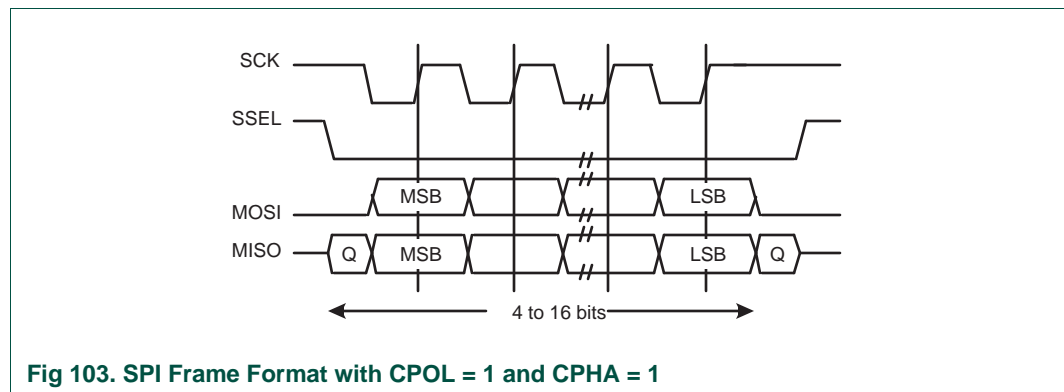 SCK
SSEL
MOSI MSB LSB
MISO Q MSB LSB Q
4 to 16 bits
Fig 103. SPI Frame Format with CPOL = 1 and CPHA = 1